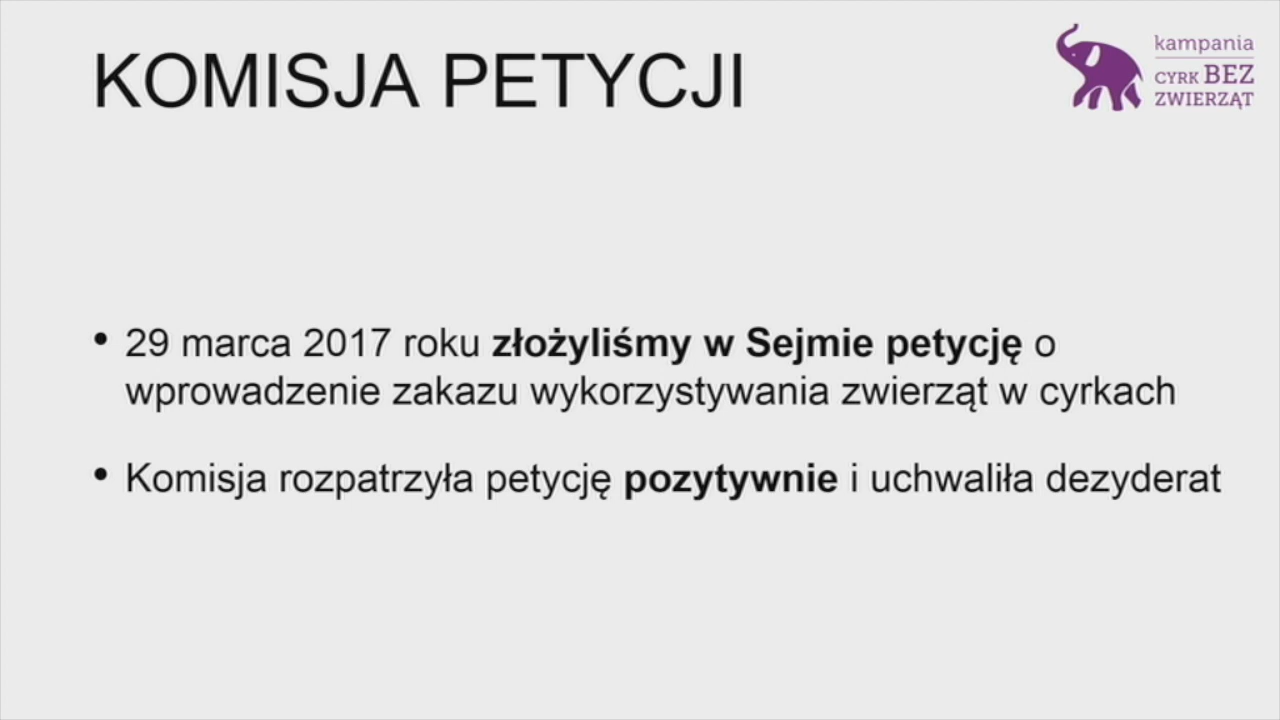 KOMISJA PETYCJI
kampania
CYRK BEZ
ZWIERZĄT
• 29 marca 2017 roku złożyliśmy w Sejmie petycję o
wprowadzenie zakazu wykorzystywania zwierząt w cyrkach
• Komisja rozpatrzyła petycję pozytywnie i uchwaliła dezyderat